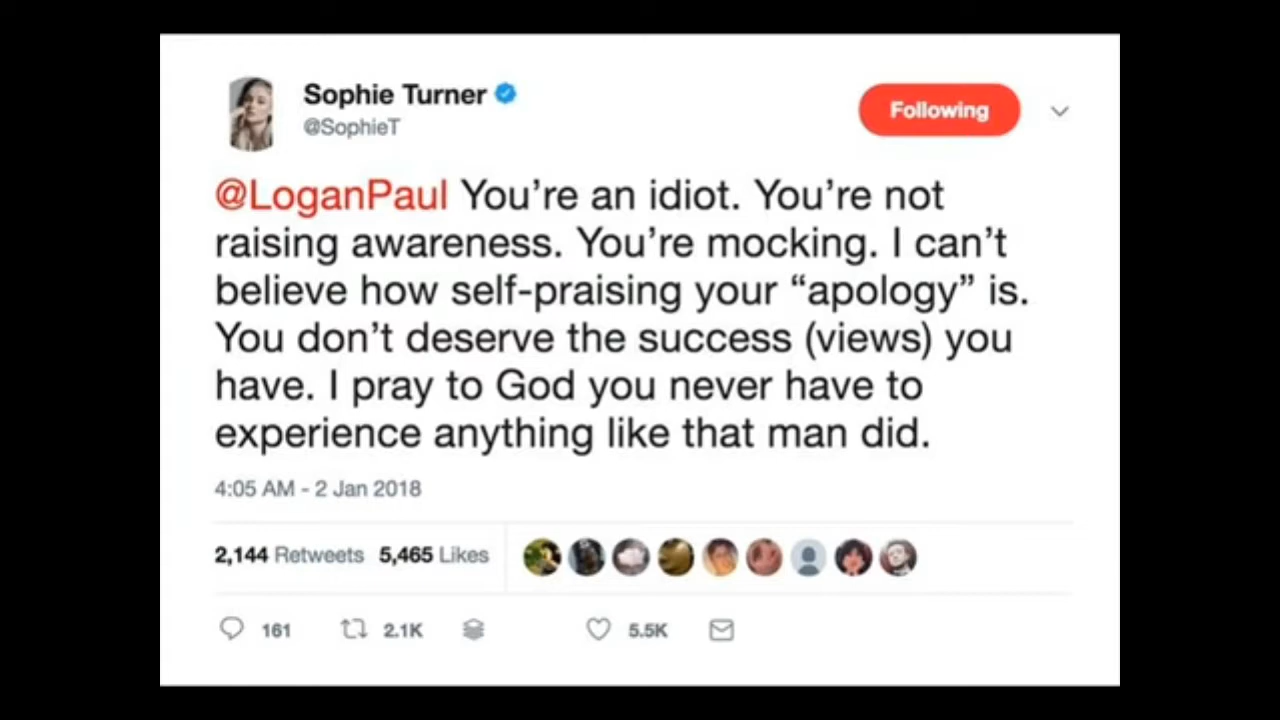 Sophie Turner
@SophieT
Following
@LoganPaul You’re an idiot. You’re not
raising awareness. You’re mocking. I can’t
believe how self-praising your “apology” is.
You don’t deserve the success (views) you
have. I pray to God you never have to
experience anything like that man did.
4:05 AM - 2 Jan 2018
2,144 Retweets 5,465 Likes
161 2.1K 5.5K